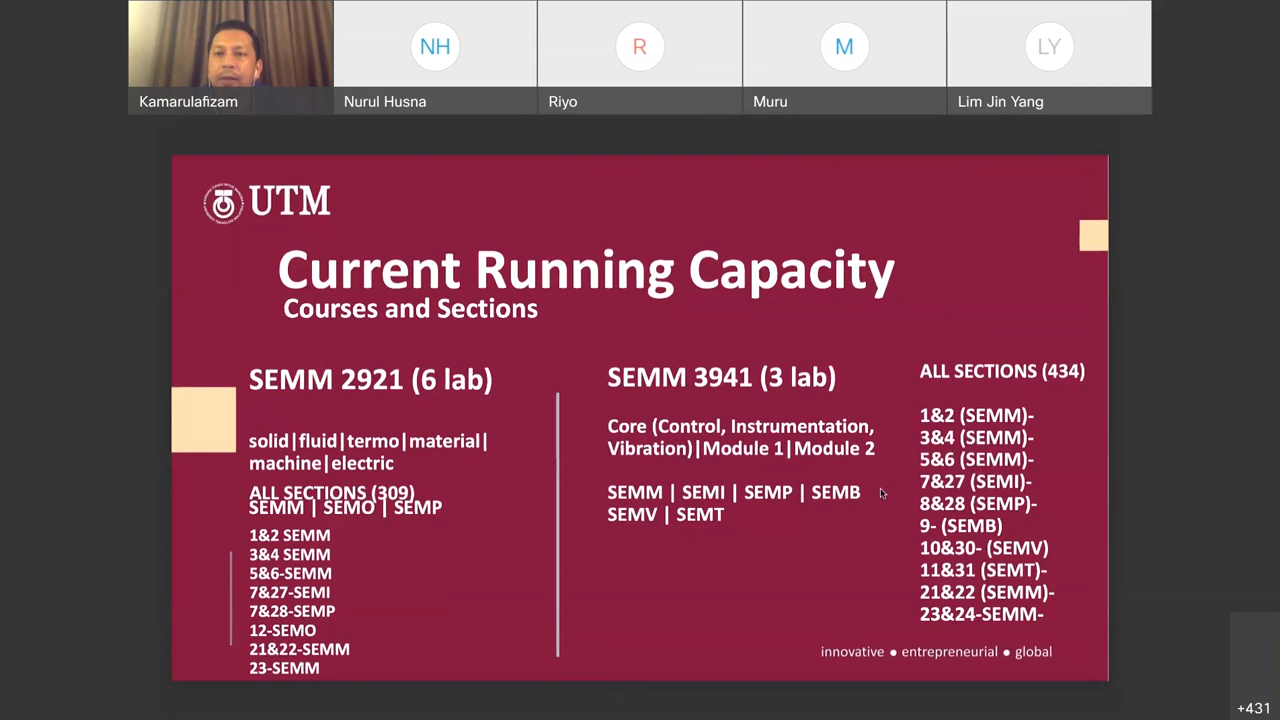 NH
R
M
LY
Kamarulafizam
Nurul Husna
Riyo
Muru
Lim Jin Yang
UTM
Current Running Capacity
Courses and Sections
SEMM 2921 (6 lab)
solid|fluid|termo|material|
machine|electric
ALL SECTIONS (309)
SEMM | SEMO | SEMP
1&2 SEMM
3&4 SEMM
5&6-SEMM
7&27-SEMI
7&28-SEMP
12-SEMO
21&22-SEMM
23-SEMM
SEMM 3941 (3 lab)
Core (Control, Instrumentation,
Vibration)|Module 1|Module 2
SEMM | SEMI | SEMP | SEMB
SEMV | SEMT
ALL SECTIONS (434)
1&2 (SEMM)-
3&4 (SEMM)-
5&6 (SEMM)-
7&27 (SEMI)-
8&28 (SEMP)-
9- (SEMB)
10&30- (SEMV)
11&31 (SEMT)-
21&22 (SEMM)-
23&24-SEMM-
innovative ● entrepreneurial ● global
+431